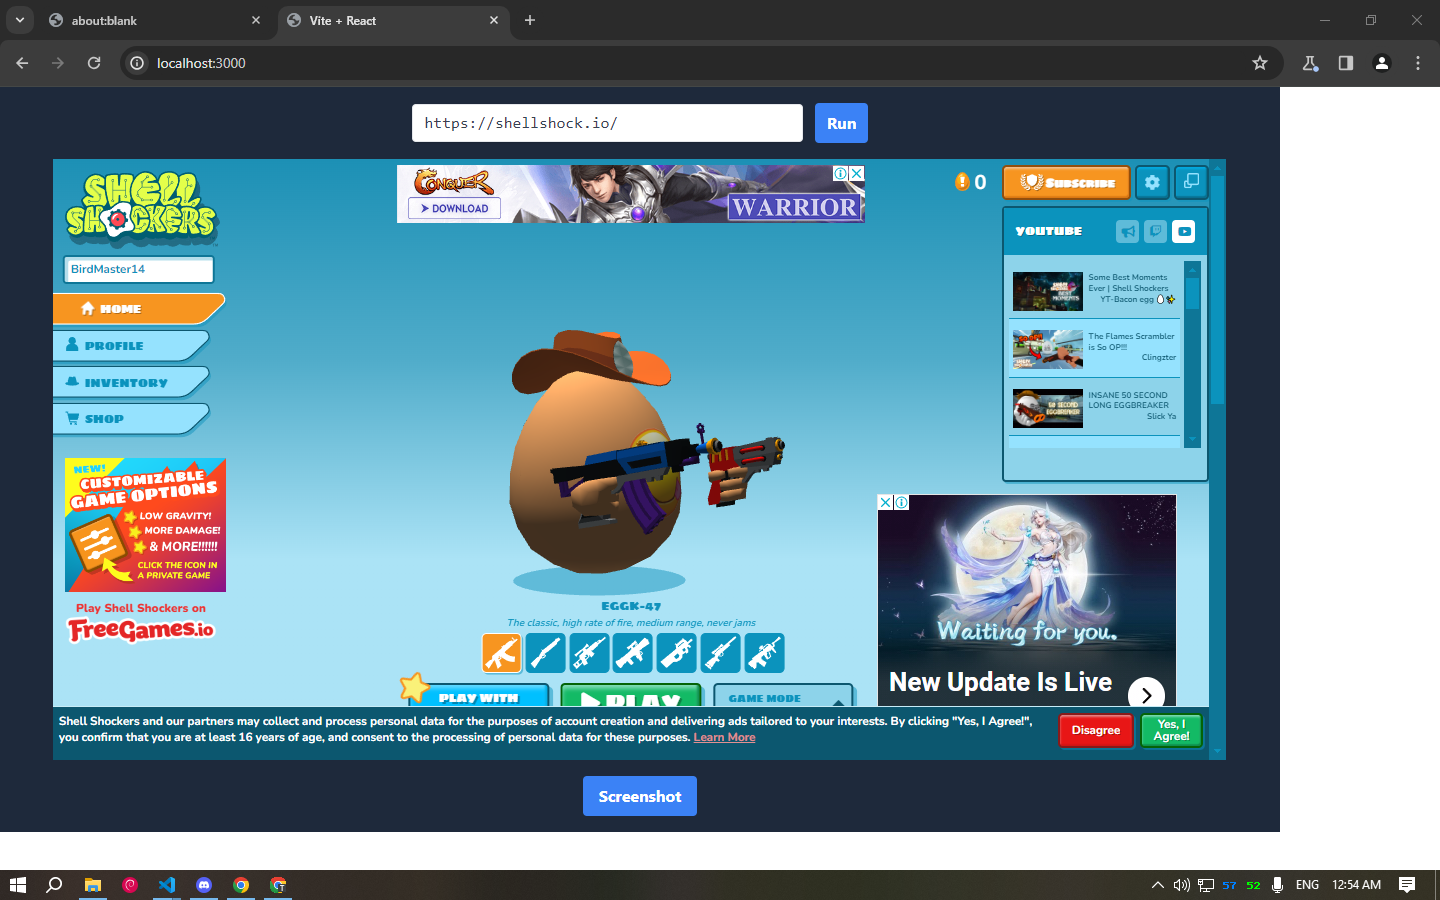 about:blank
Vite + React
localhost:3000
https://shellshock.io/
Run
SHELL
SHOCKERS
BirdMaster14
HOME
PROFILE
INVENTORY
SHOP
NEW!
CUSTOMIZABLE
GAME OPTIONS
LOW GRAVITY!
MORE DAMAGE!
& MORE!!!!!!
CLICK THE ICON IN
A PRIVATE GAME
Play Shell Shockers on
FreeGames.io
CONQUER
DOWNLOAD
WARRIOR
0
SUBSCRIBE
YOUTUBE
Some Best Moments
Ever | Shell Shockers
YT-Bacon egg
The Flames Scrambler
is So OP!!!
Clingzter
INSANE 50 SECOND
LONG EGGBREAKER
Slick Ya
EGGK-47
The classic, high rate of fire, medium range, never jams
PLAY WITH
PLAY
GAME MODE
Waiting for you.
New Update Is Live
Shell Shockers and our partners may collect and process personal data for the purposes of account creation and delivering ads tailored to your interests. By clicking "Yes, I Agree!",
you confirm that you are at least 16 years of age, and consent to the processing of personal data for these purposes. Learn More
Disagree
Yes, I
Agree!
Screenshot
57
52
ENG
12:54 AM